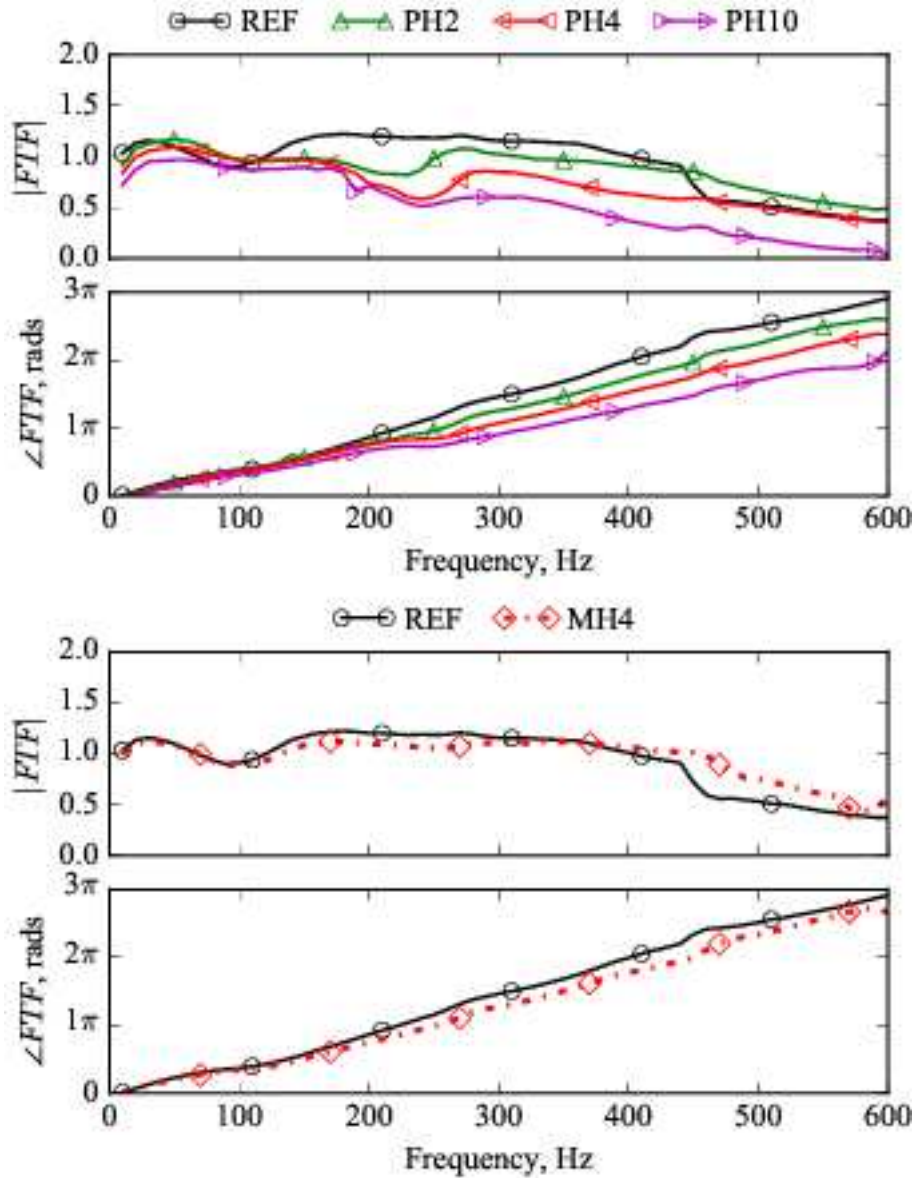 REF PH2 PH4 PH10
2.0
1.5
1.0
0.5
0.0
|FTF|
3π
2π
1π
0
∠FTF, rads
0 100 200 300 400 500 600
Frequency, Hz
REF MH4
2.0
1.5
1.0
0.5
0.0
|FTF|
3π
2π
1π
0
∠FTF, rads
0 100 200 300 400 500 600
Frequency, Hz